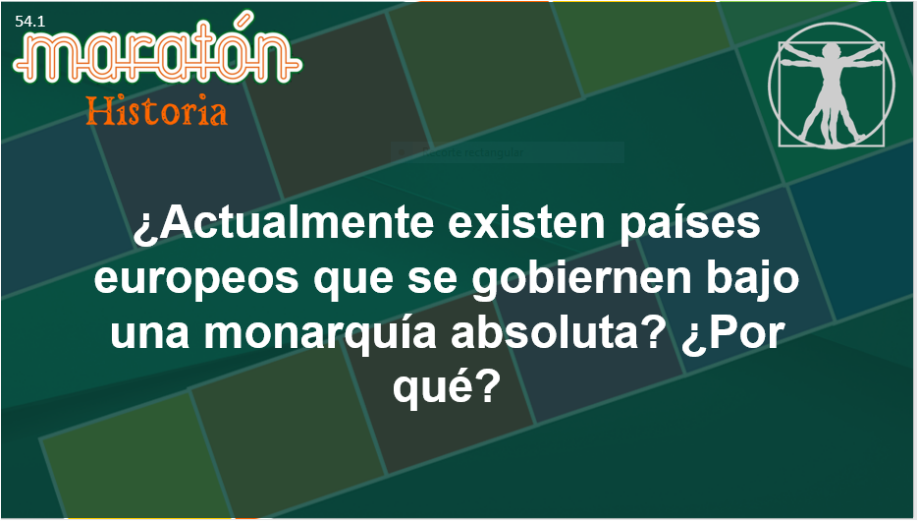 54.1
maratón
Historia
¿Actualmente existen países
europeos que se gobiernen bajo
una monarquía absoluta? ¿Por
qué?